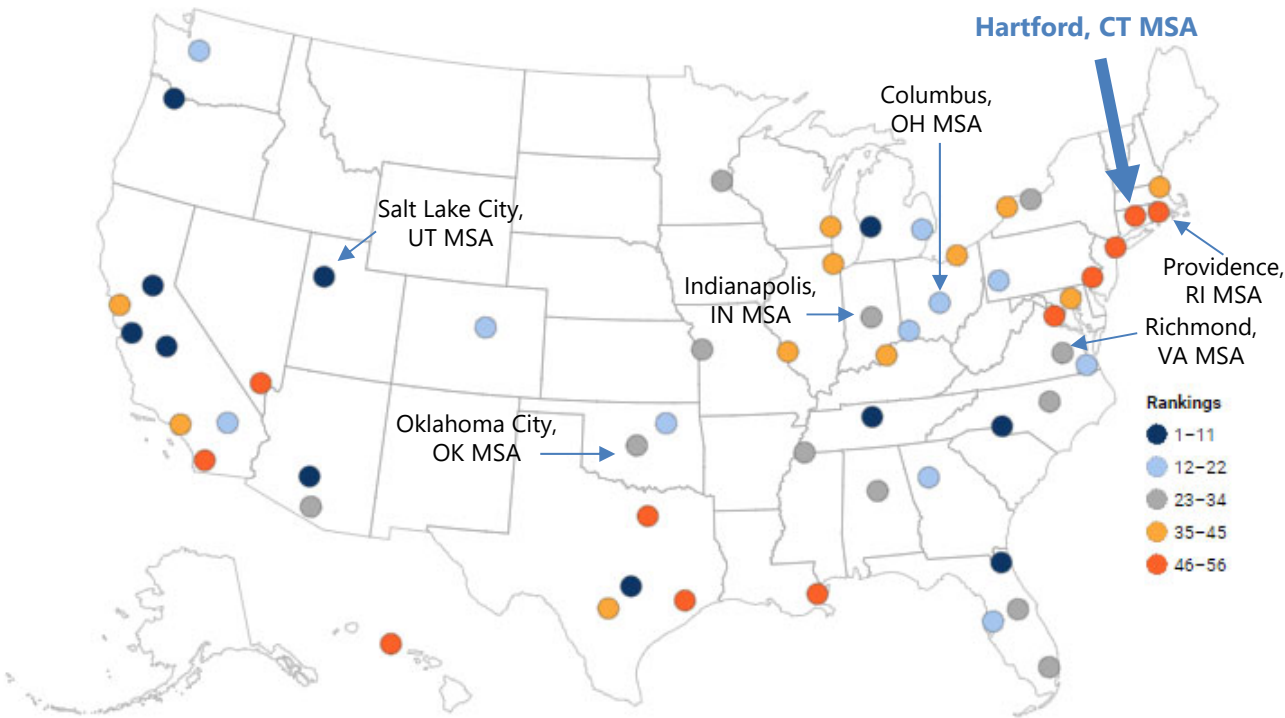 Hartford, CT MSA
Columbus,
OH MSA
Salt Lake City,
UT MSA
Indianapolis,
IN MSA
Providence,
RI MSA
Richmond,
VA MSA
Oklahoma City,
OK MSA
Rankings
1–11
12–22
23–34
35–45
46–56